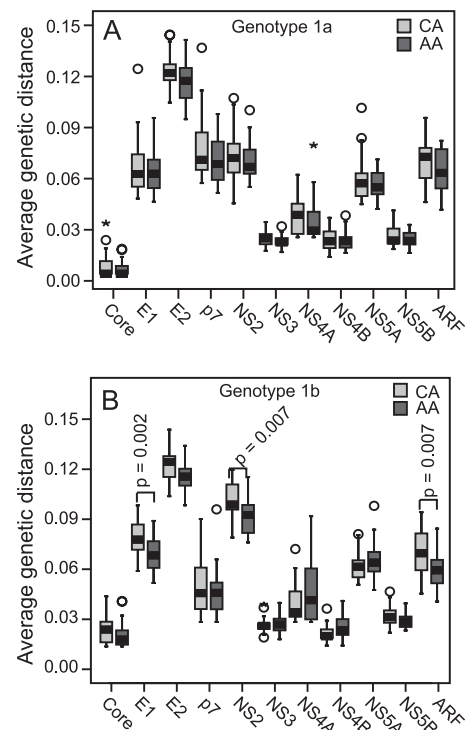 A
Genotype 1a
CA
AA
Average genetic distance
0.15
0.12
0.09
0.06
0.03
0.00
*
*
Core E1 E2 p7 NS2 NS3 NS4A NS4B NS5A NS5B ARF
B
Genotype 1b
CA
AA
Average genetic distance
0.15
0.12
0.09
0.06
0.03
0.00
p = 0.002
p = 0.007
p = 0.007
*
Core E1 E2 p7 NS2 NS3 NS4A NS4B NS5A NS5B ARF